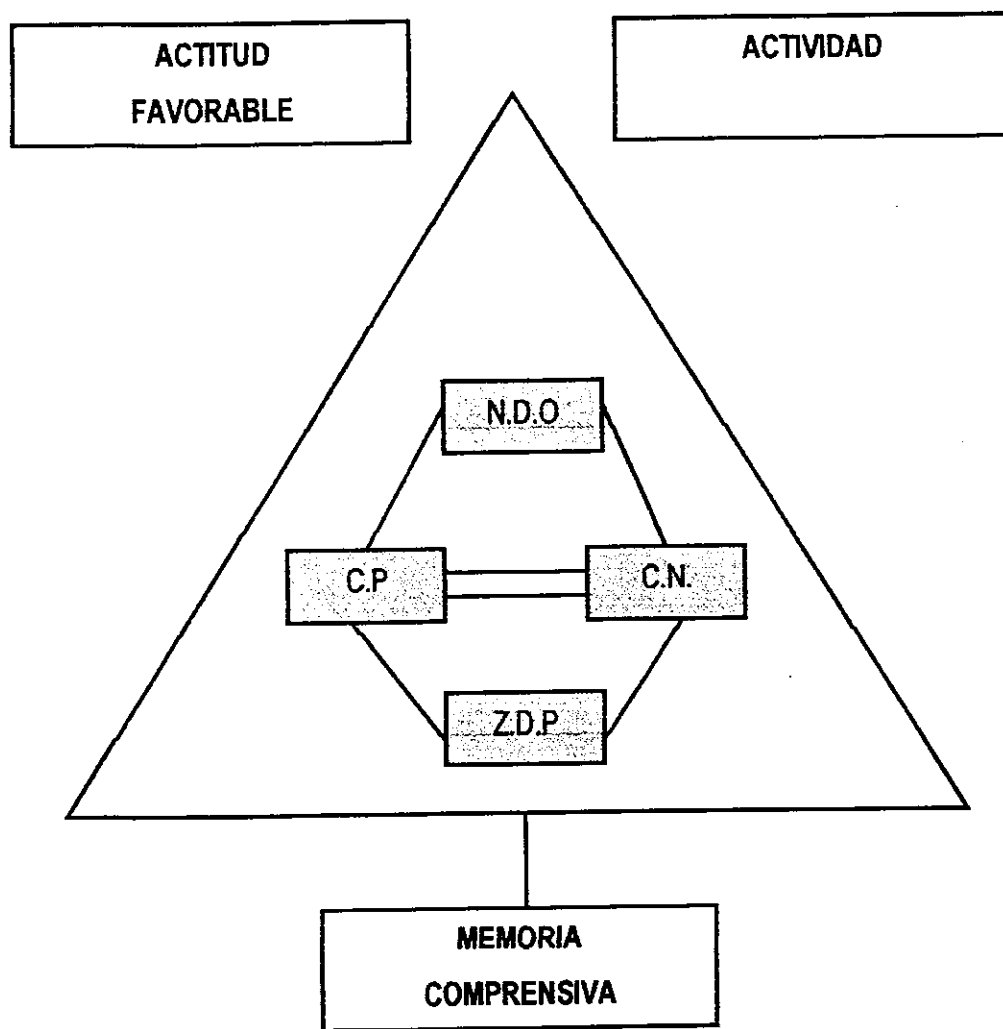 ACTITUD
FAVORABLE
ACTIVIDAD
N.D.O
C.P
C.N.
Z.D.P
MEMORIA
COMPRENSIVA